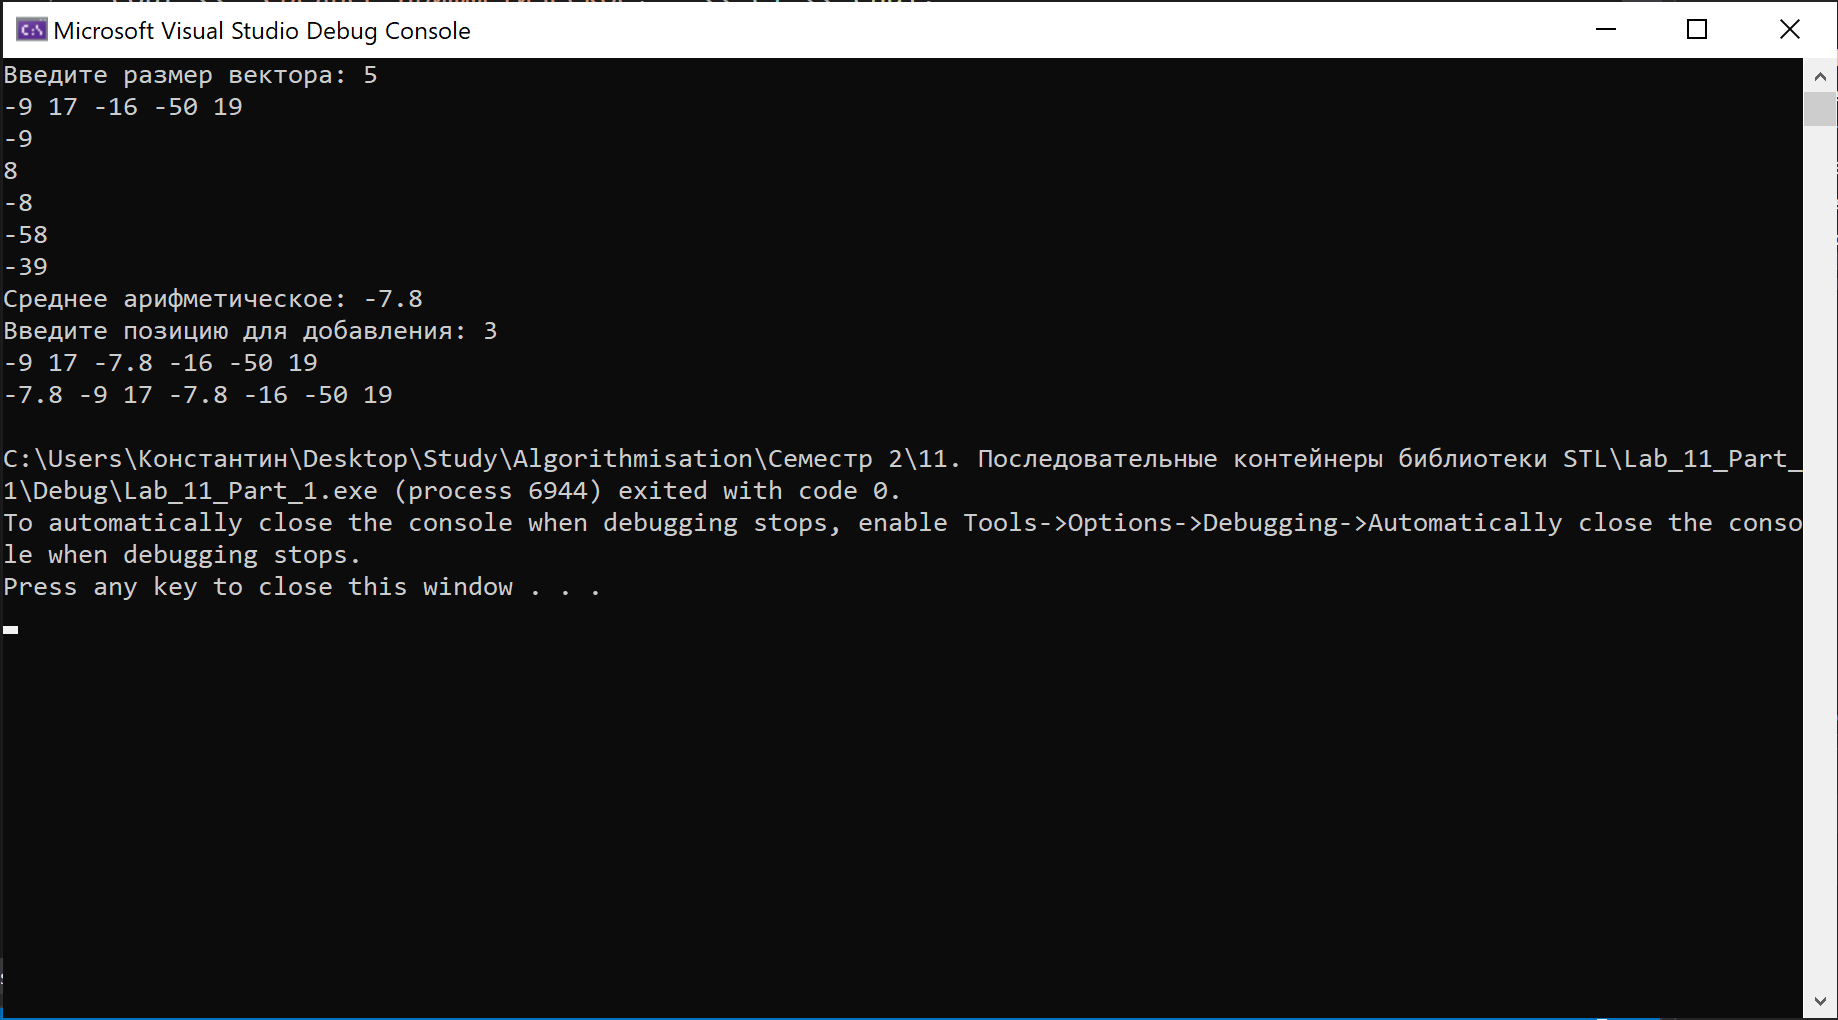 Microsoft Visual Studio Debug Console
Введите размер вектора: 5
-9 17 -16 -50 19
-9
8
-8
-58
-39
Среднее арифметическое: -7.8
Введите позицию для добавления: 3
-9 17 -7.8 -16 -50 19
-7.8 -9 17 -7.8 -16 -50 19
C:\Users\Константин\Desktop\Study\Algorithmisation\Семестр 2\11. Последовательные контейнеры библиотеки STL\Lab_11_Part_
1\Debug\Lab_11_Part_1.exe (process 6944) exited with code 0.
To automatically close the console when debugging stops, enable Tools->Options->Debugging->Automatically close the conso
le when debugging stops.
Press any key to close this window . . .